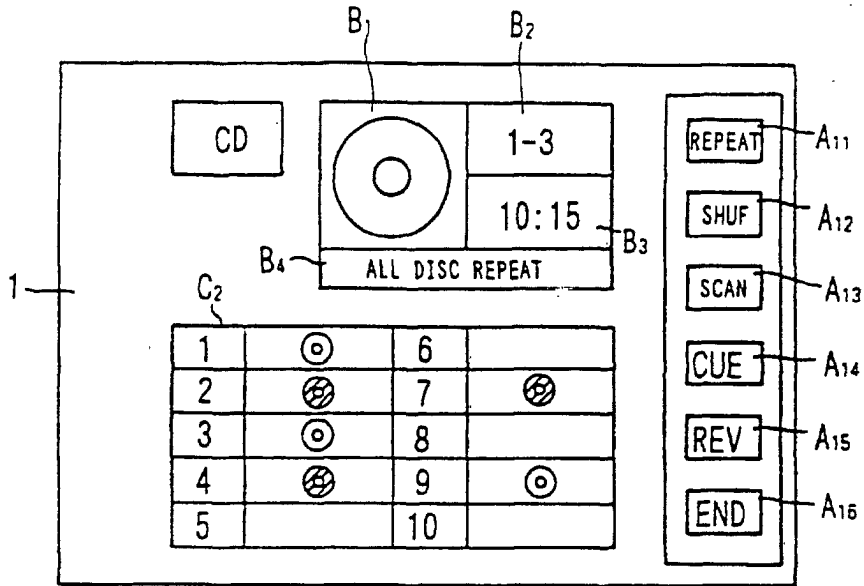 B1 B2
CD 1-3 REPEAT A11
10:15 B3 SHUF A12
B4 ALL DISC REPEAT
1 C2 SCAN A13
1 6
2 7 CUE A14
3 8 REV A15
4 9
5 10 END A16